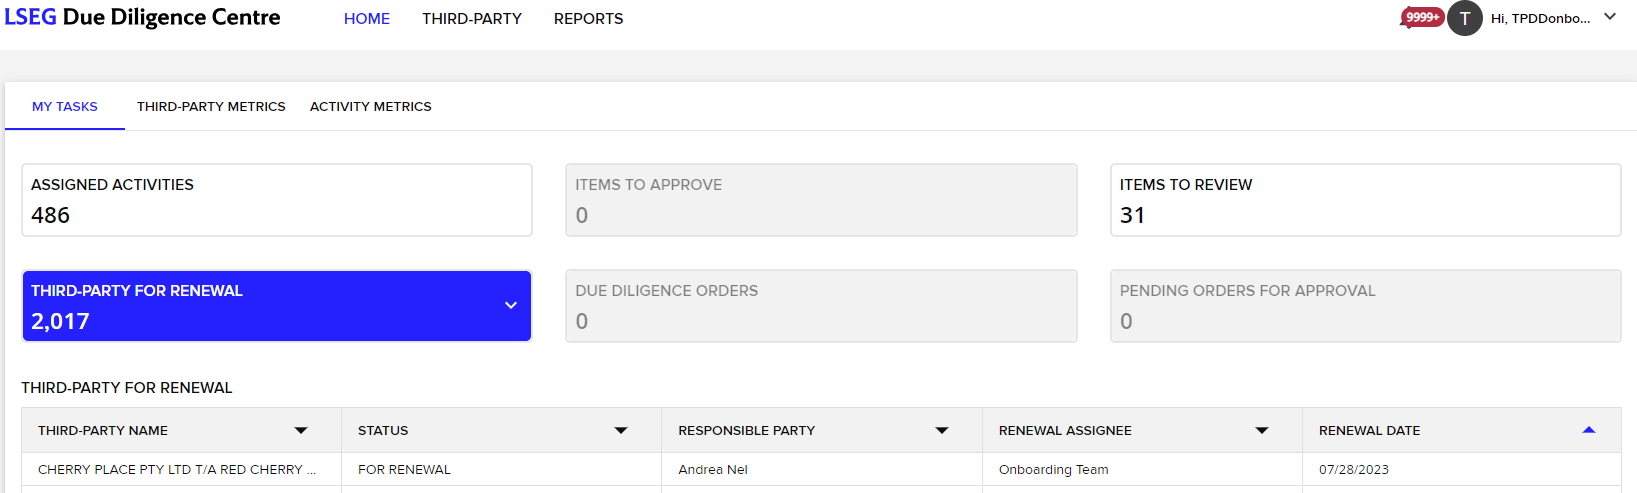 LSEG Due Diligence Centre HOME THIRD-PARTY REPORTS 9999+ T Hi, TPDDonbo...
MY TASKS THIRD-PARTY METRICS ACTIVITY METRICS
ASSIGNED ACTIVITIES ITEMS TO APPROVE ITEMS TO REVIEW
486 0 31
THIRD-PARTY FOR RENEWAL DUE DILIGENCE ORDERS PENDING ORDERS FOR APPROVAL
2,017 0 0
THIRD-PARTY FOR RENEWAL
THIRD-PARTY NAME STATUS RESPONSIBLE PARTY RENEWAL ASSIGNEE RENEWAL DATE
CHERRY PLACE PTY LTD T/A RED CHERRY ... FOR RENEWAL Andrea Nel Onboarding Team 07/28/2023